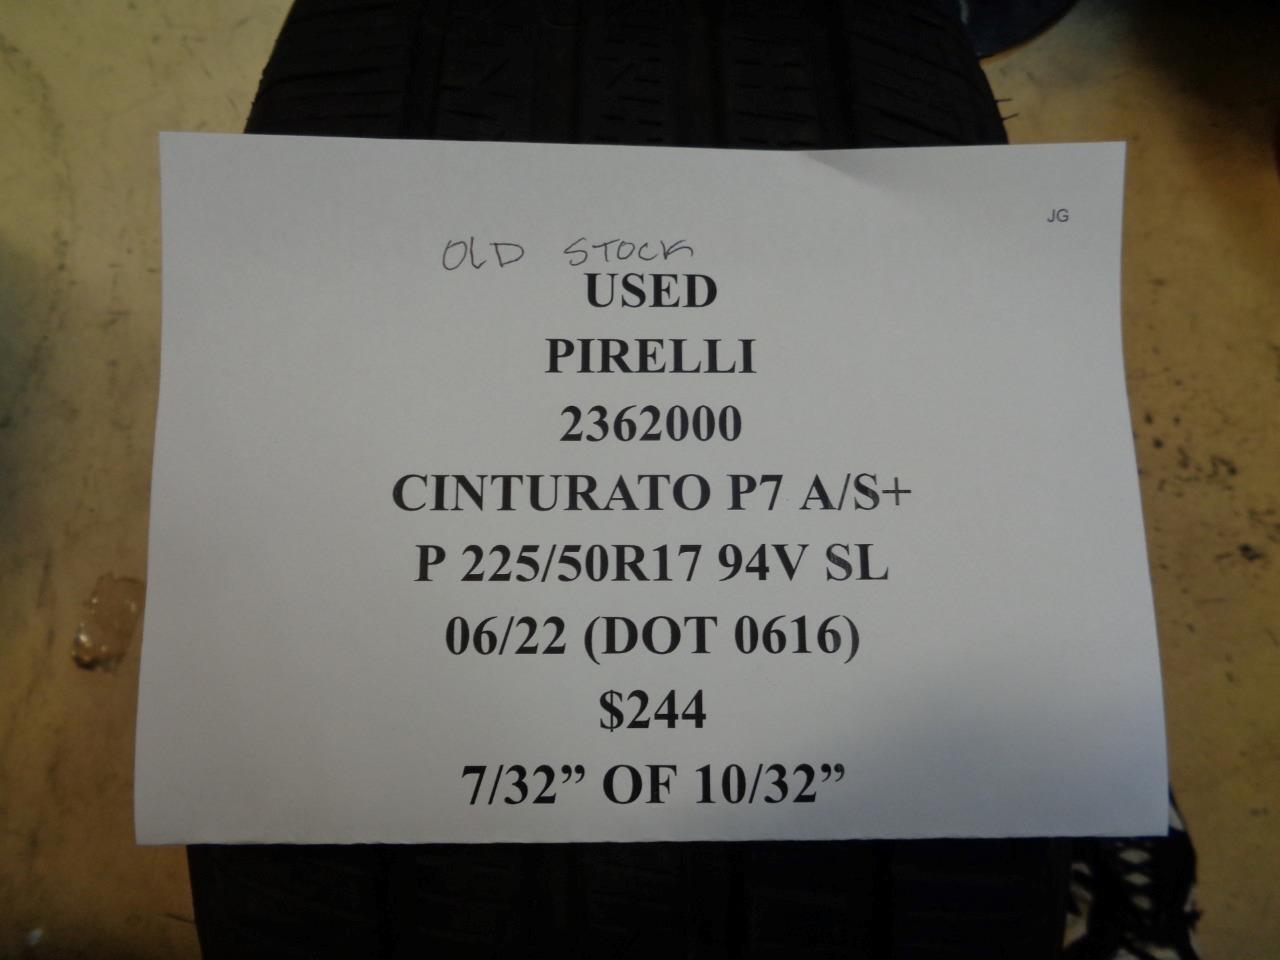 JG
OLD STOCK
USED
PIRELLI
2362000
CINTURATO P7 A/S+
P 225/50R17 94V SL
06/22 (DOT 0616)
$244
7/32” OF 10/32”